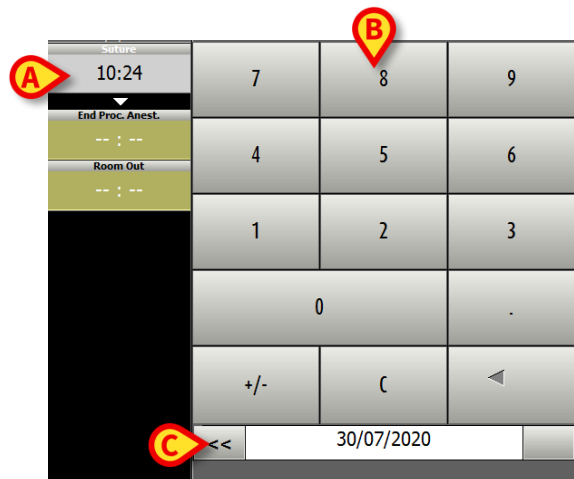 B
Suture
A
10:24
7 8 9
End Proc. Anest.
-- : --
4 5 6
Room Out
-- : --
1 2 3
0 .
+/- C
C
<< 30/07/2020